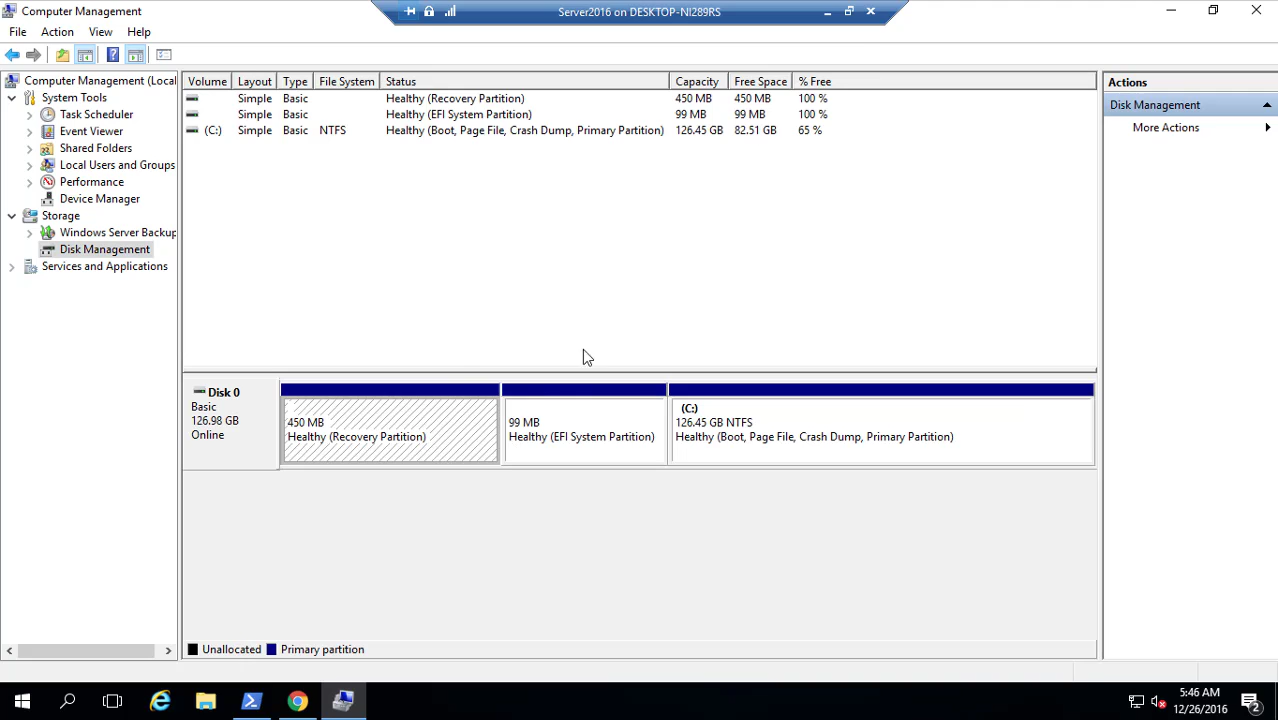 Computer Management
Server2016 on DESKTOP-NI289RS
File Action View Help
Computer Management (Local
System Tools
Task Scheduler
Event Viewer
Shared Folders
Local Users and Groups
Performance
Device Manager
Storage
Windows Server Backup
Disk Management
Services and Applications
Volume Layout Type File System Status Capacity Free Space % Free
Simple Basic Healthy (Recovery Partition) 450 MB 450 MB 100 %
Simple Basic Healthy (EFI System Partition) 99 MB 99 MB 100 %
(C:) Simple Basic NTFS Healthy (Boot, Page File, Crash Dump, Primary Partition) 126.45 GB 82.51 GB 65 %
Disk 0
Basic
126.98 GB
Online
450 MB
Healthy (Recovery Partition)
99 MB
Healthy (EFI System Partition)
(C:)
126.45 GB NTFS
Healthy (Boot, Page File, Crash Dump, Primary Partition)
Unallocated Primary partition
Actions
Disk Management
More Actions
5:46 AM
12/26/2016
2